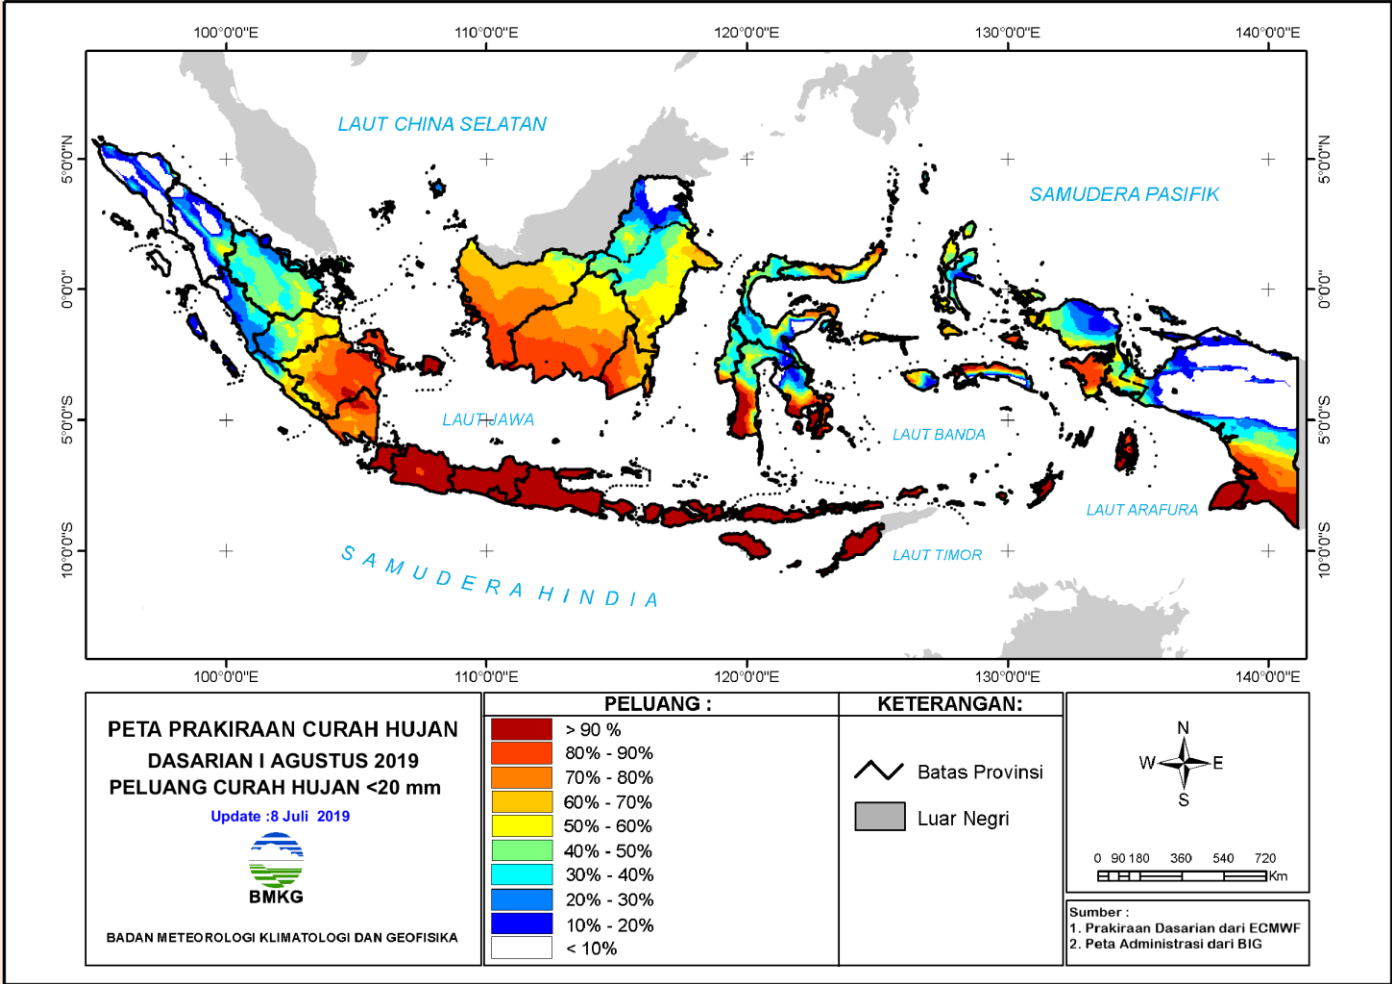 100°0'0"E 110°0'0"E 120°0'0"E 130°0'0"E 140°0'0"E
5°0'0"N 5°0'0"N
0°0'0" 0°0'0"
5°0'0"S 5°0'0"S
10°0'0"S 10°0'0"S
LAUT CHINA SELATAN
SAMUDERA PASIFIK
LAUT JAWA
LAUT BANDA
LAUT ARAFURA
LAUT TIMOR
SAMUDERA HINDIA
100°0'0"E 110°0'0"E 120°0'0"E 130°0'0"E 140°0'0"E
PETA PRAKIRAAN CURAH HUJAN
DASARIAN I AGUSTUS 2019
PELUANG CURAH HUJAN <20 mm
Update :8 Juli 2019
BMKG
BADAN METEOROLOGI KLIMATOLOGI DAN GEOFISIKA
PELUANG :
> 90 %
80% - 90%
70% - 80%
60% - 70%
50% - 60%
40% - 50%
30% - 40%
20% - 30%
10% - 20%
< 10%
KETERANGAN:
Batas Provinsi
Luar Negri
N
W E
S
0 90 180 360 540 720
Km
Sumber :
1. Prakiraan Dasarian dari ECMWF
2. Peta Administrasi dari BIG